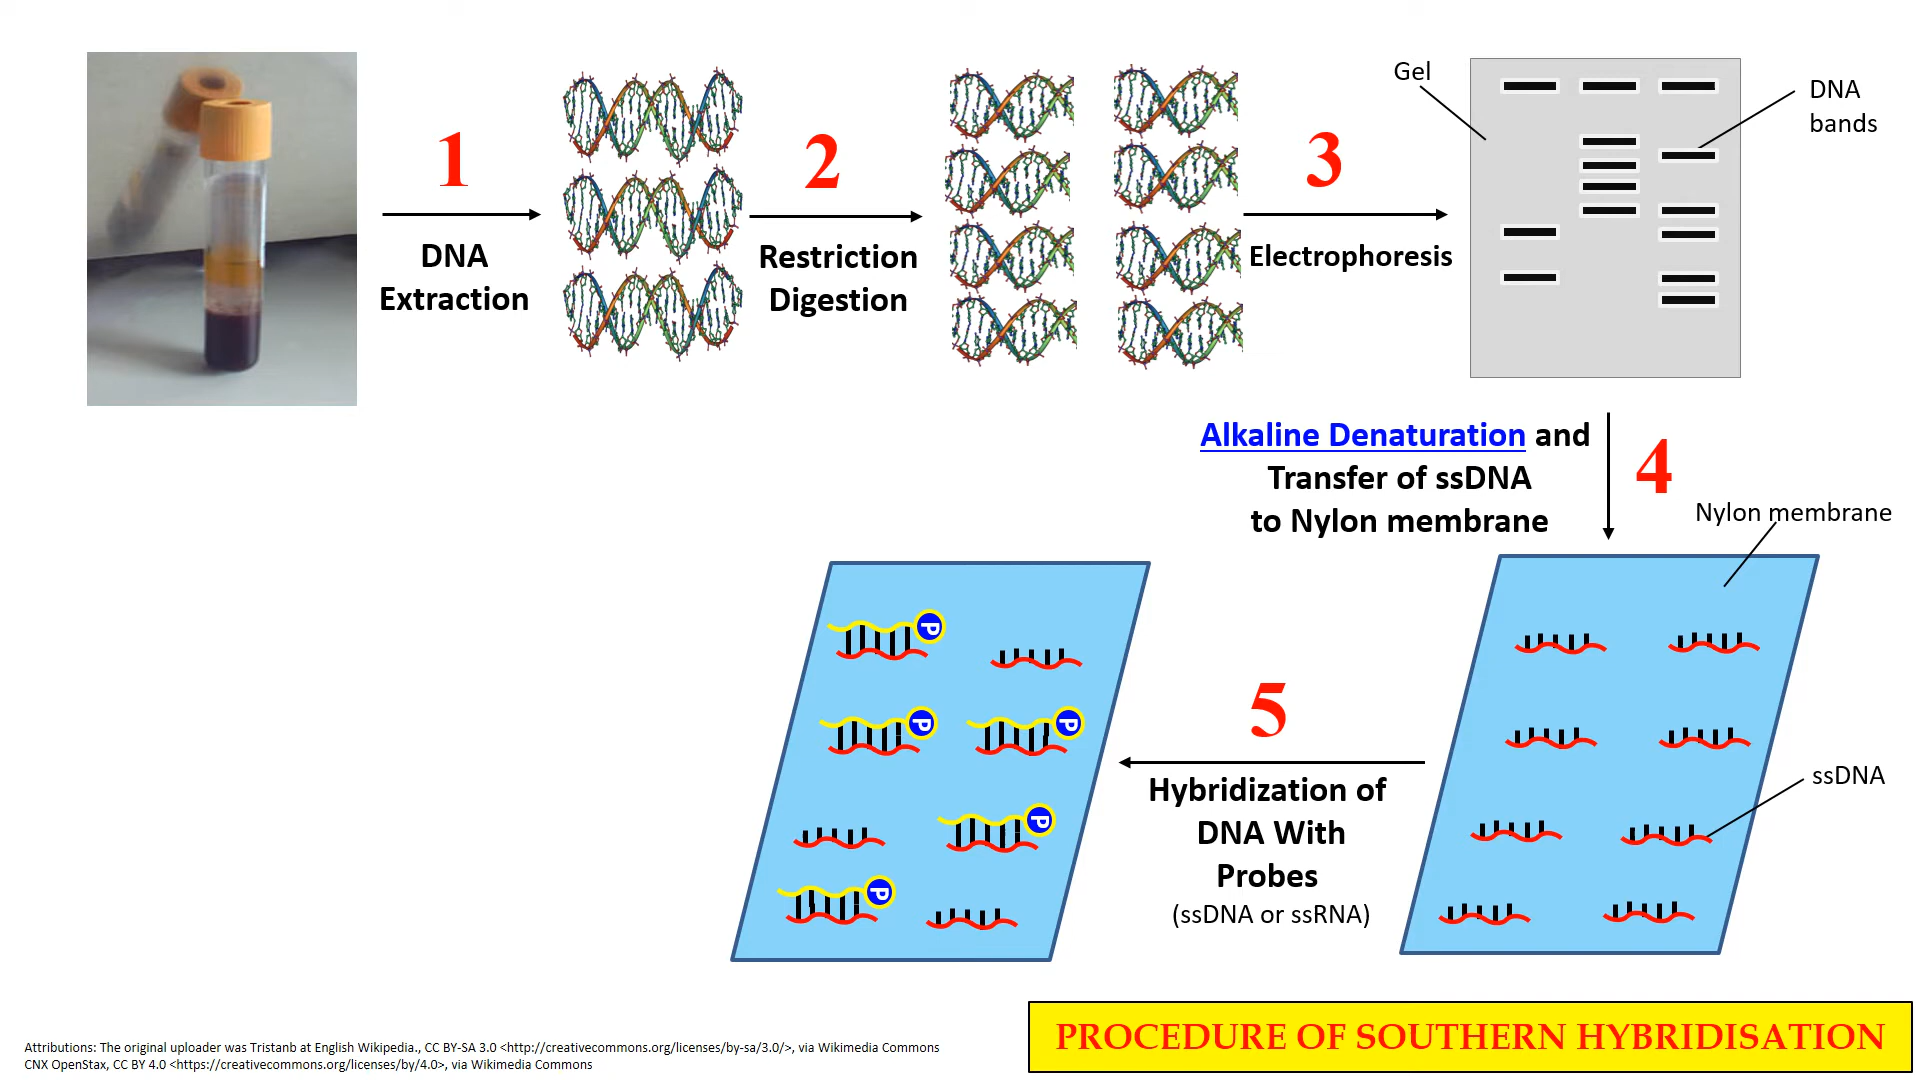 1
DNA
Extraction
2
Restriction
Digestion
3
Electrophoresis
Gel
DNA
bands
Alkaline Denaturation and
Transfer of ssDNA
to Nylon membrane
4
Nylon membrane
ssDNA
5
Hybridization of
DNA With
Probes
(ssDNA or ssRNA)
P
P
P
P
P
PROCEDURE OF SOUTHERN HYBRIDISATION
Attributions: The original uploader was Tristanb at English Wikipedia., CC BY-SA 3.0 <http://creativecommons.org/licenses/by-sa/3.0/>, via Wikimedia Commons
CNX OpenStax, CC BY 4.0 <https://creativecommons.org/licenses/by/4.0>, via Wikimedia Commons